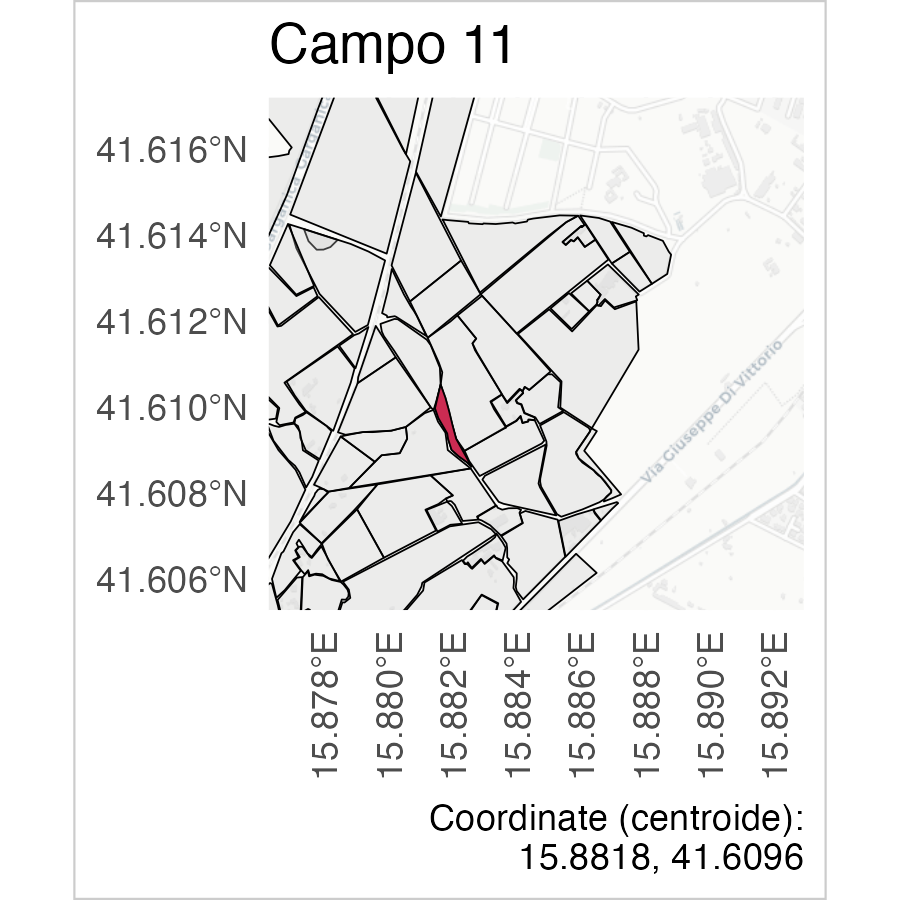 Campo 11
41.616°N
41.614°N
41.612°N
41.610°N
41.608°N
41.606°N
Garganica
Garganica
Via Giuseppe Di Vittorio
15.878°E
15.880°E
15.882°E
15.884°E
15.886°E
15.888°E
15.890°E
15.892°E
Coordinate (centroide):
15.8818, 41.6096